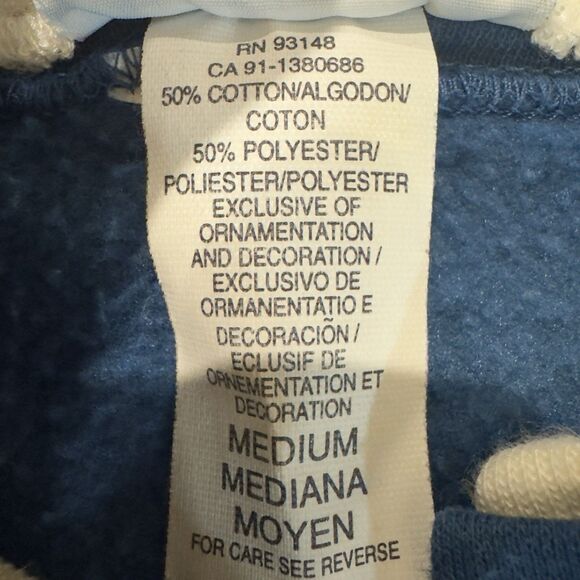 RN 93148
CA 91-1380686
50% COTTON/ALGODON/
COTON
50% POLYESTER/
POLIESTER/POLYESTER
EXCLUSIVE OF
ORNAMENTATION
AND DECORATION /
EXCLUSIVO DE
ORMANENTATIO E
DECORACIÕN /
ECLUSIF DE
ORNEMENTATION ET
DECORATION
MEDIUM
MEDIANA
MOYEN
FOR CARE SEE REVERSE